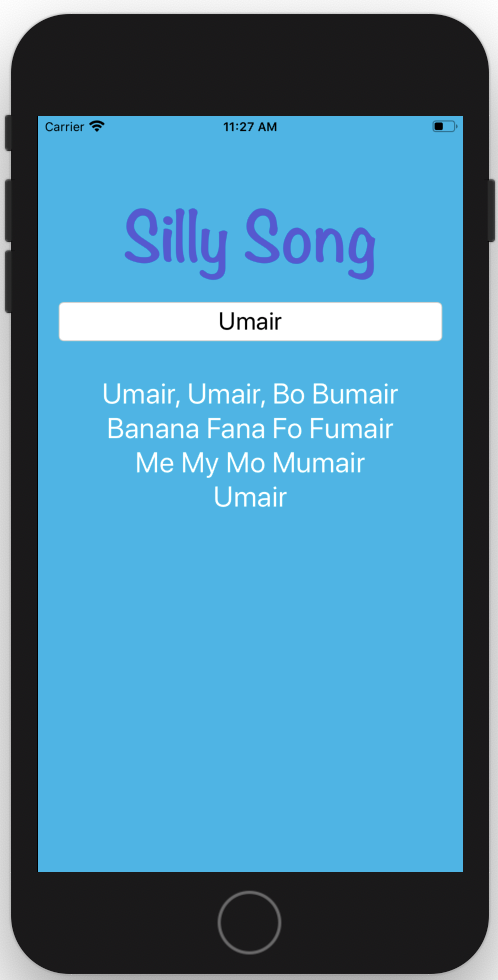 Carrier 11:27 AM
Silly Song
Umair
Umair, Umair, Bo Bumair
Banana Fana Fo Fumair
Me My Mo Mumair
Umair